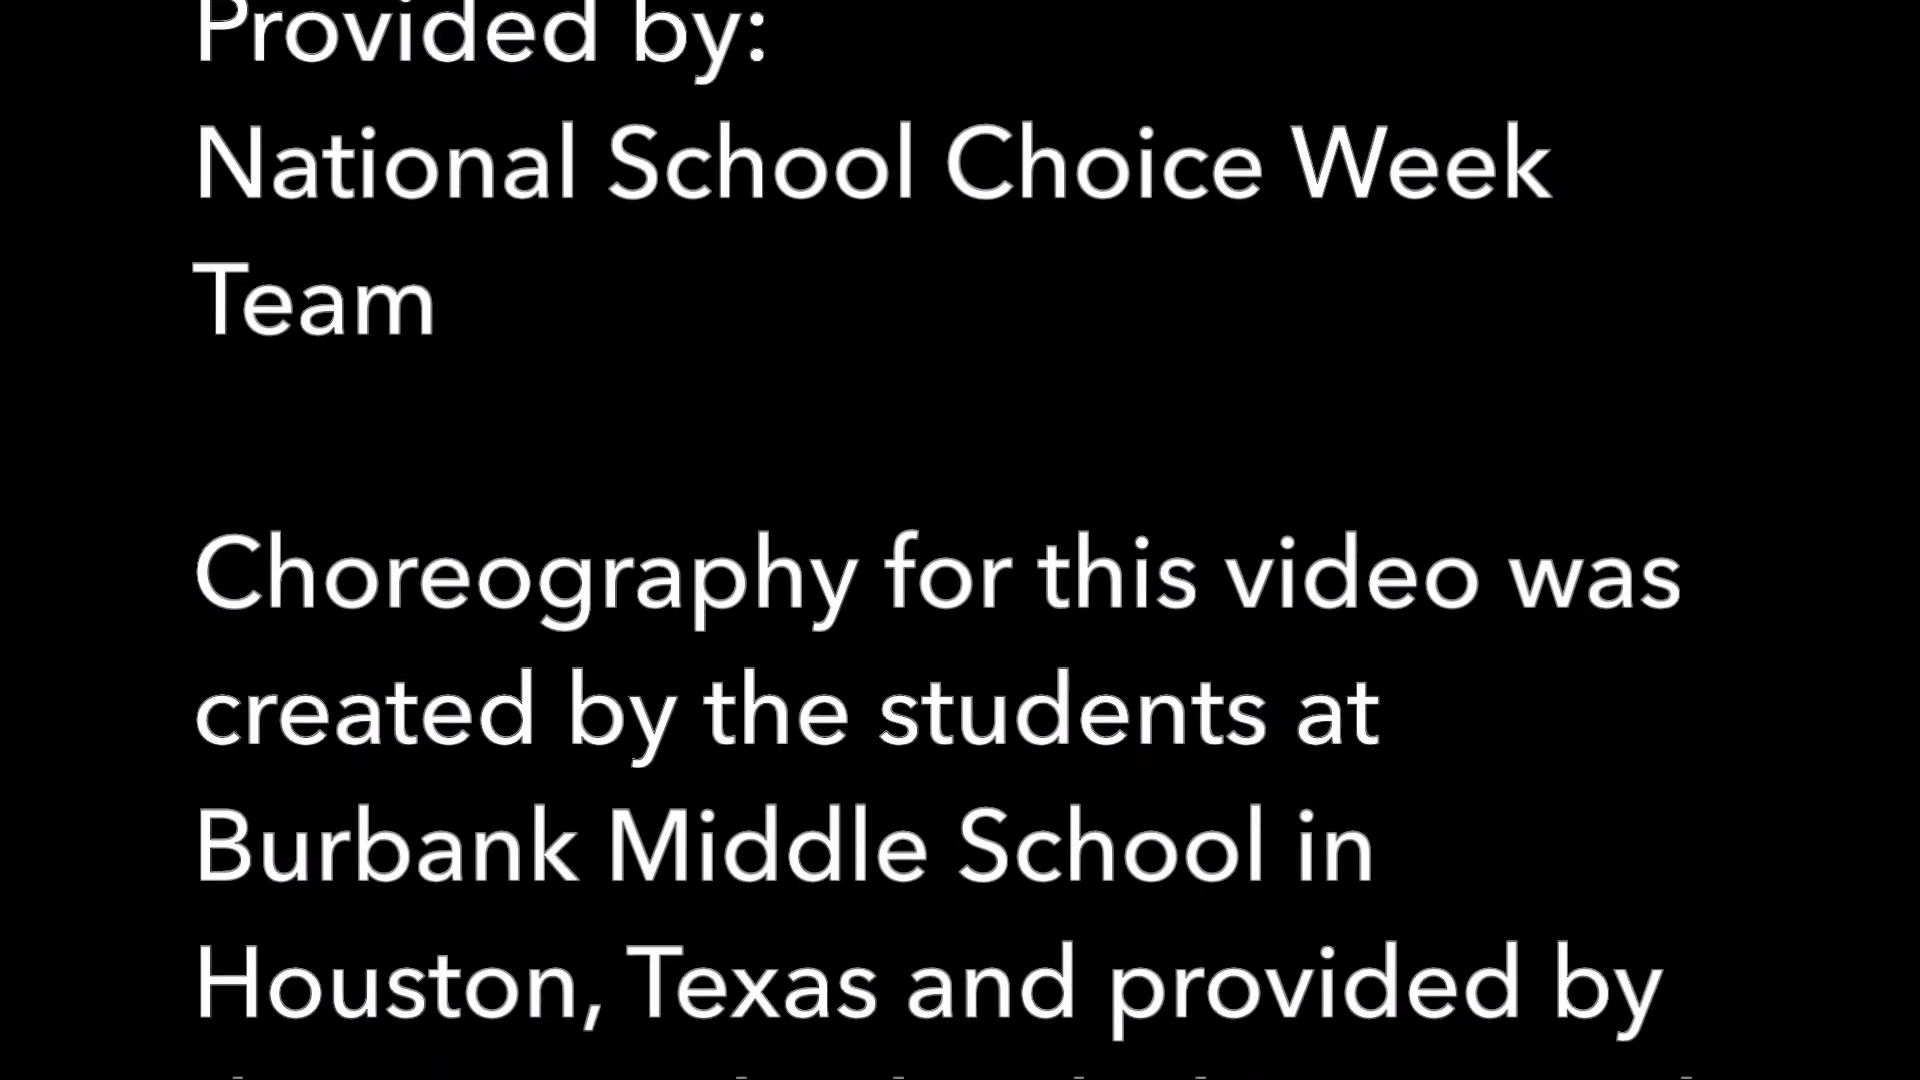 Provided by:
National School Choice Week
Team
Choreography for this video was
created by the students at
Burbank Middle School in
Houston, Texas and provided by